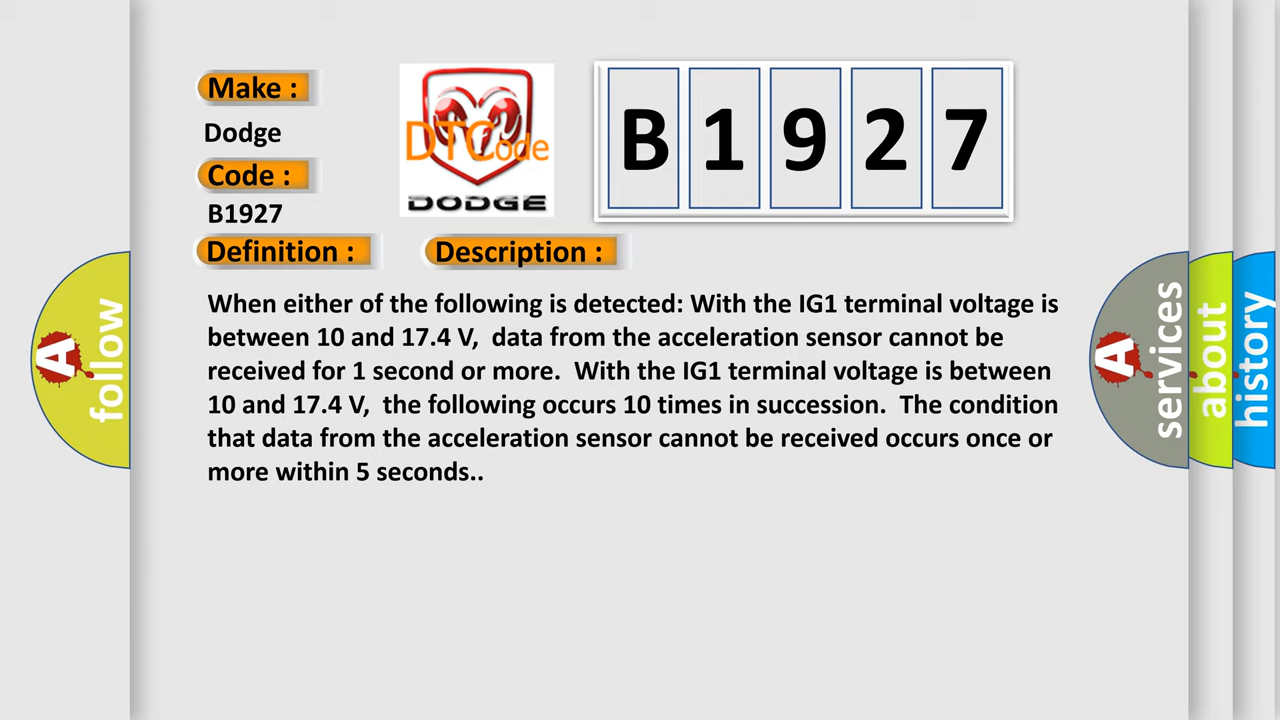 Make :
Dodge
Code :
B1927
DTCode
DODGE
B 1 9 2 7
Definition :
Description :
When either of the following is detected: With the IG1 terminal voltage is
between 10 and 17.4 V,  data from the acceleration sensor cannot be
received for 1 second or more.  With the IG1 terminal voltage is between
10 and 17.4 V,  the following occurs 10 times in succession.  The condition
that data from the acceleration sensor cannot be received occurs once or
more within 5 seconds..
A follow
A services
about
history